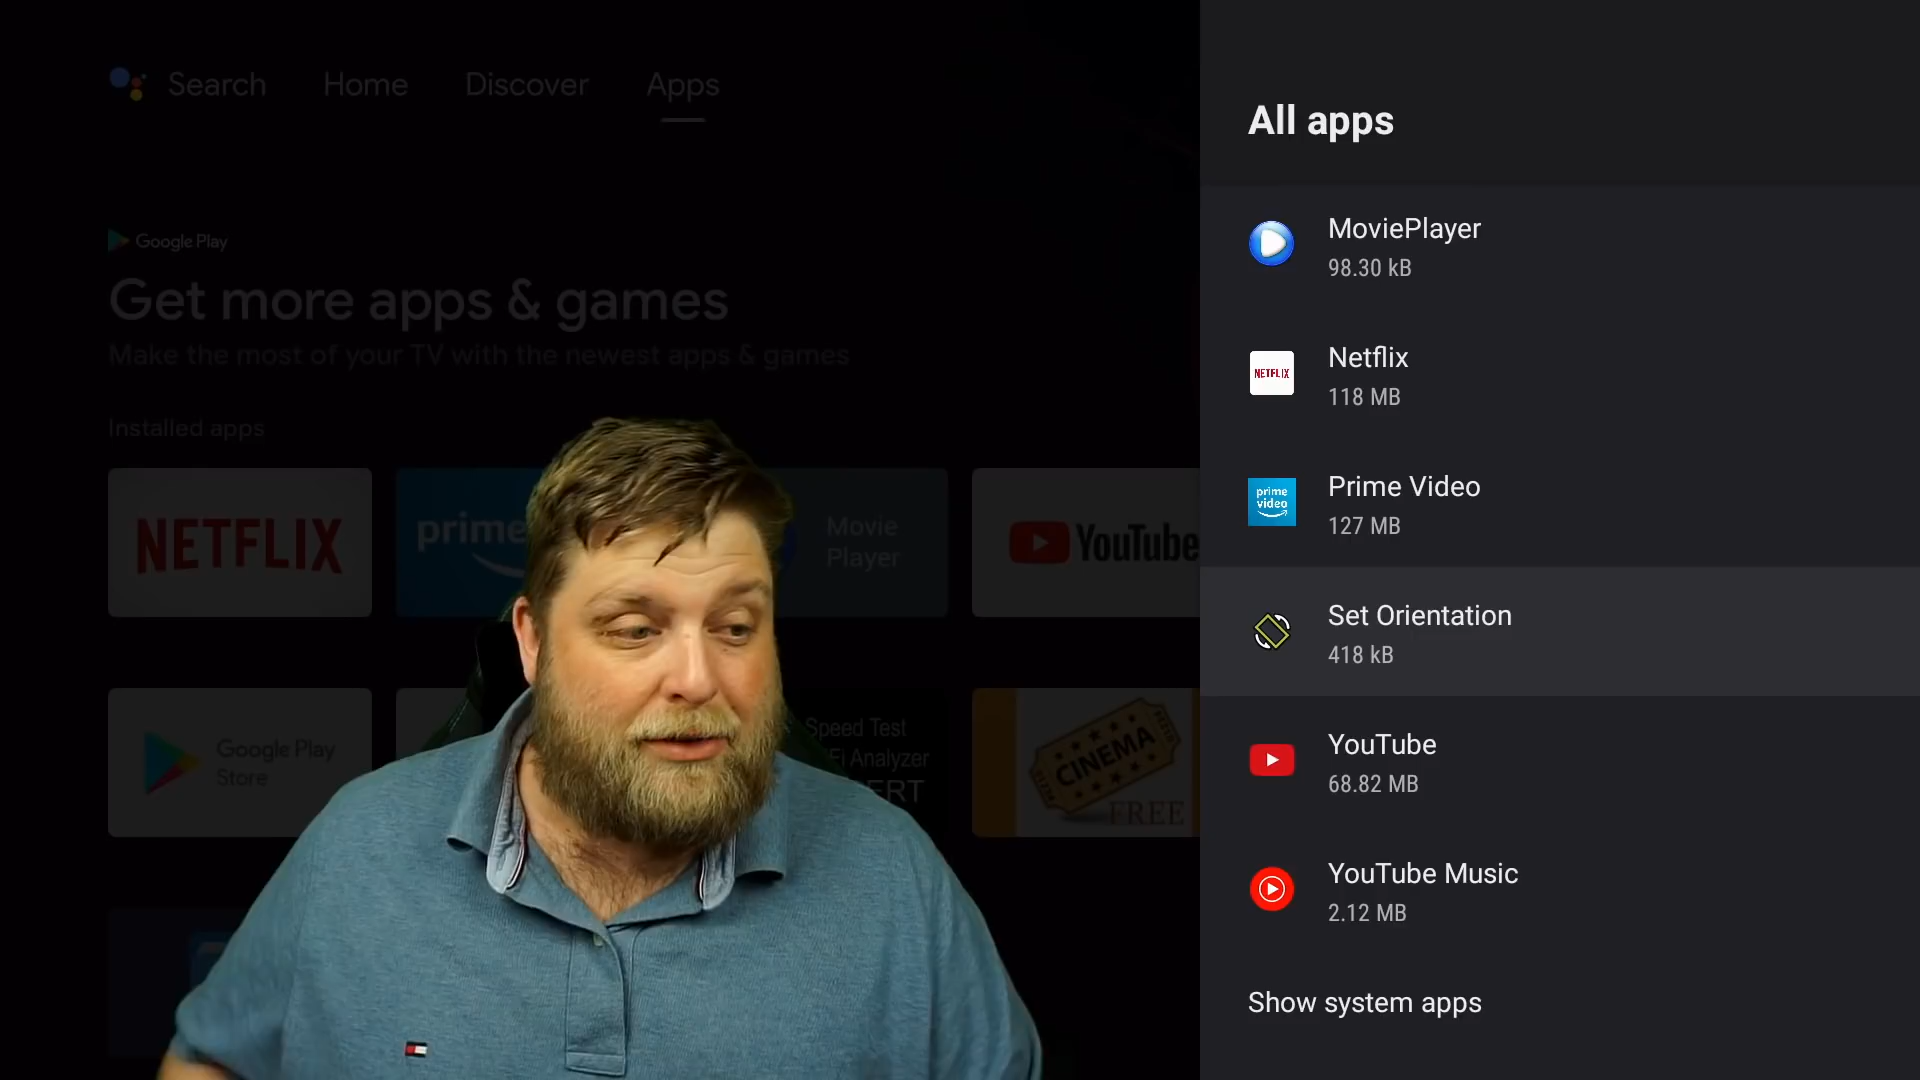 Search
Home
Discover
Apps
Google Play
Get more apps & games
Make the most of your TV with the newest apps & games
Installed apps
NETFLIX
prime
Movie
Player
YouTube
Google Play
Store
Speed Test
Analyzer
CINEMA
FREE
All apps
MoviePlayer
98.30 kB
NETFLIX
Netflix
118 MB
prime
video
Prime Video
127 MB
Set Orientation
418 kB
YouTube
68.82 MB
YouTube Music
2.12 MB
Show system apps